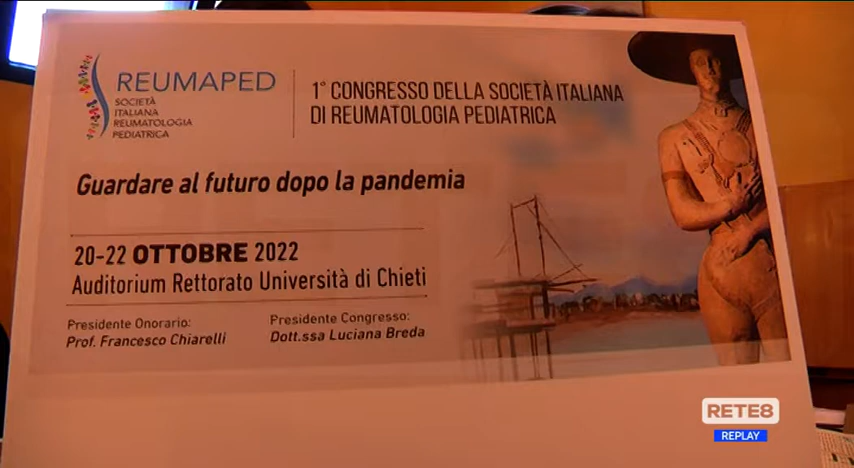 REUMAPED
SOCIETÀ
ITALIANA
REUMATOLOGIA
PEDIATRICA
1° CONGRESSO DELLA SOCIETÀ ITALIANA
DI REUMATOLOGIA PEDIATRICA
Guardare al futuro dopo la pandemia
20-22 OTTOBRE 2022
Auditorium Rettorato Università di Chieti
Presidente Onorario:
Prof. Francesco Chiarelli
Presidente Congresso:
Dott.ssa Luciana Breda
RETE8
REPLAY